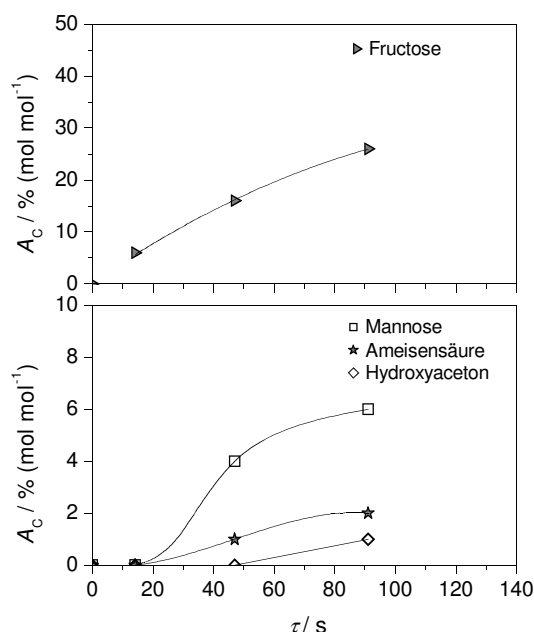 50
40
30
20
10
0
A_C / % (mol mol⁻¹)
Fructose
10
8
6
4
2
0
A_C / % (mol mol⁻¹)
Mannose
Ameisensäure
Hydroxyaceton
0 20 40 60 80 100 120 140
τ/ s